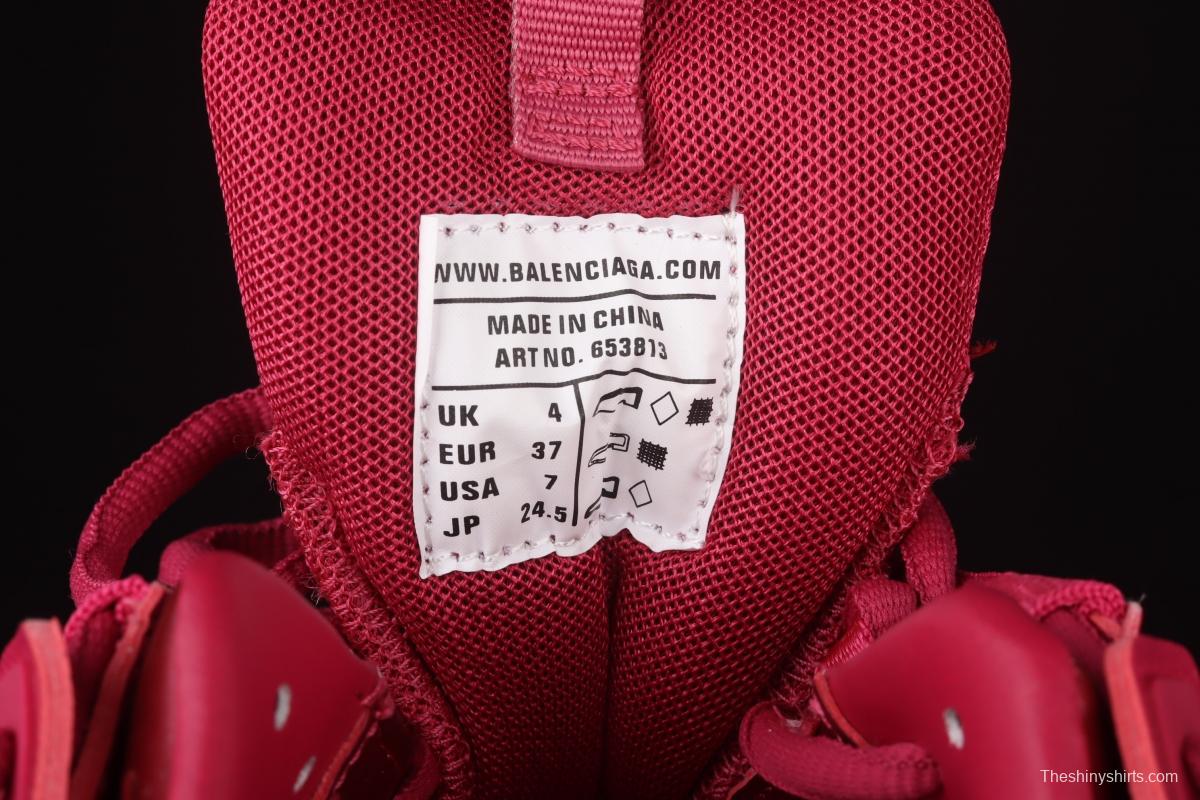 WWW.BALENCIAGA.COM
MADE IN CHINA
ART NO. 653813
UK 4
EUR 37
USA 7
JP 24.5
Theshinyshirts.com